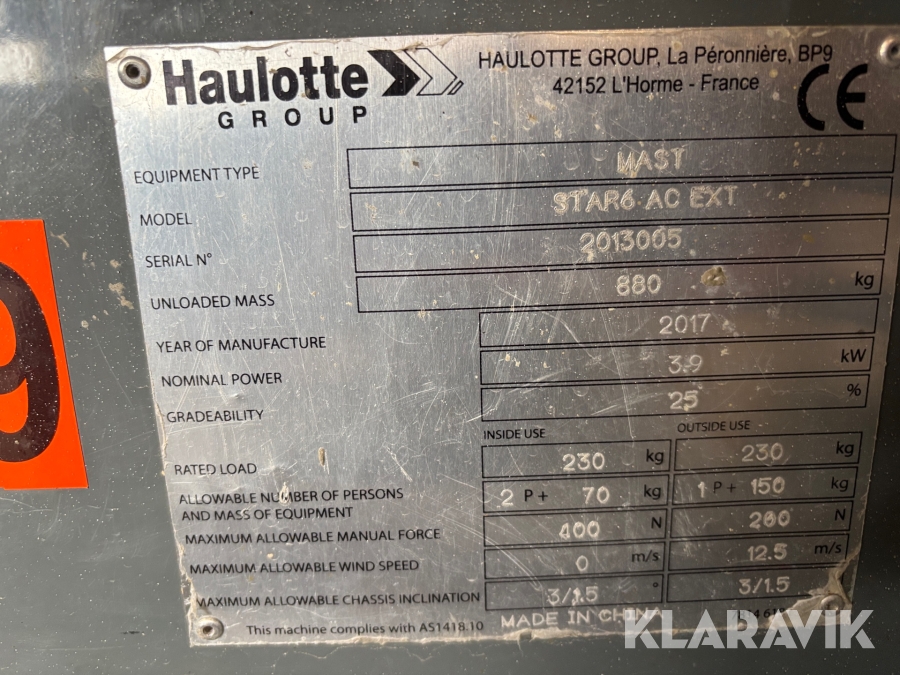 Haulotte
GROUP
HAULOTTE GROUP, La Péronnière, BP9
42152 L'Horme - France
CE
EQUIPMENT TYPE MAST
MODEL STAR6 AC EXT
SERIAL N° 2013005
UNLOADED MASS 880 kg
YEAR OF MANUFACTURE 2017
NOMINAL POWER 3.9 kW
GRADEABILITY 25 %
INSIDE USE OUTSIDE USE
RATED LOAD 230 kg 230 kg
ALLOWABLE NUMBER OF PERSONS
AND MASS OF EQUIPMENT 2 P + 70 kg 1 P + 150 kg
MAXIMUM ALLOWABLE MANUAL FORCE 400 N 200 N
MAXIMUM ALLOWABLE WIND SPEED 0 m/s 12.5 m/s
MAXIMUM ALLOWABLE CHASSIS INCLINATION 3/1.5 ° 3/1.5 °
This machine complies with AS1418:10 MADE IN CHINA
9
KLARAVIK